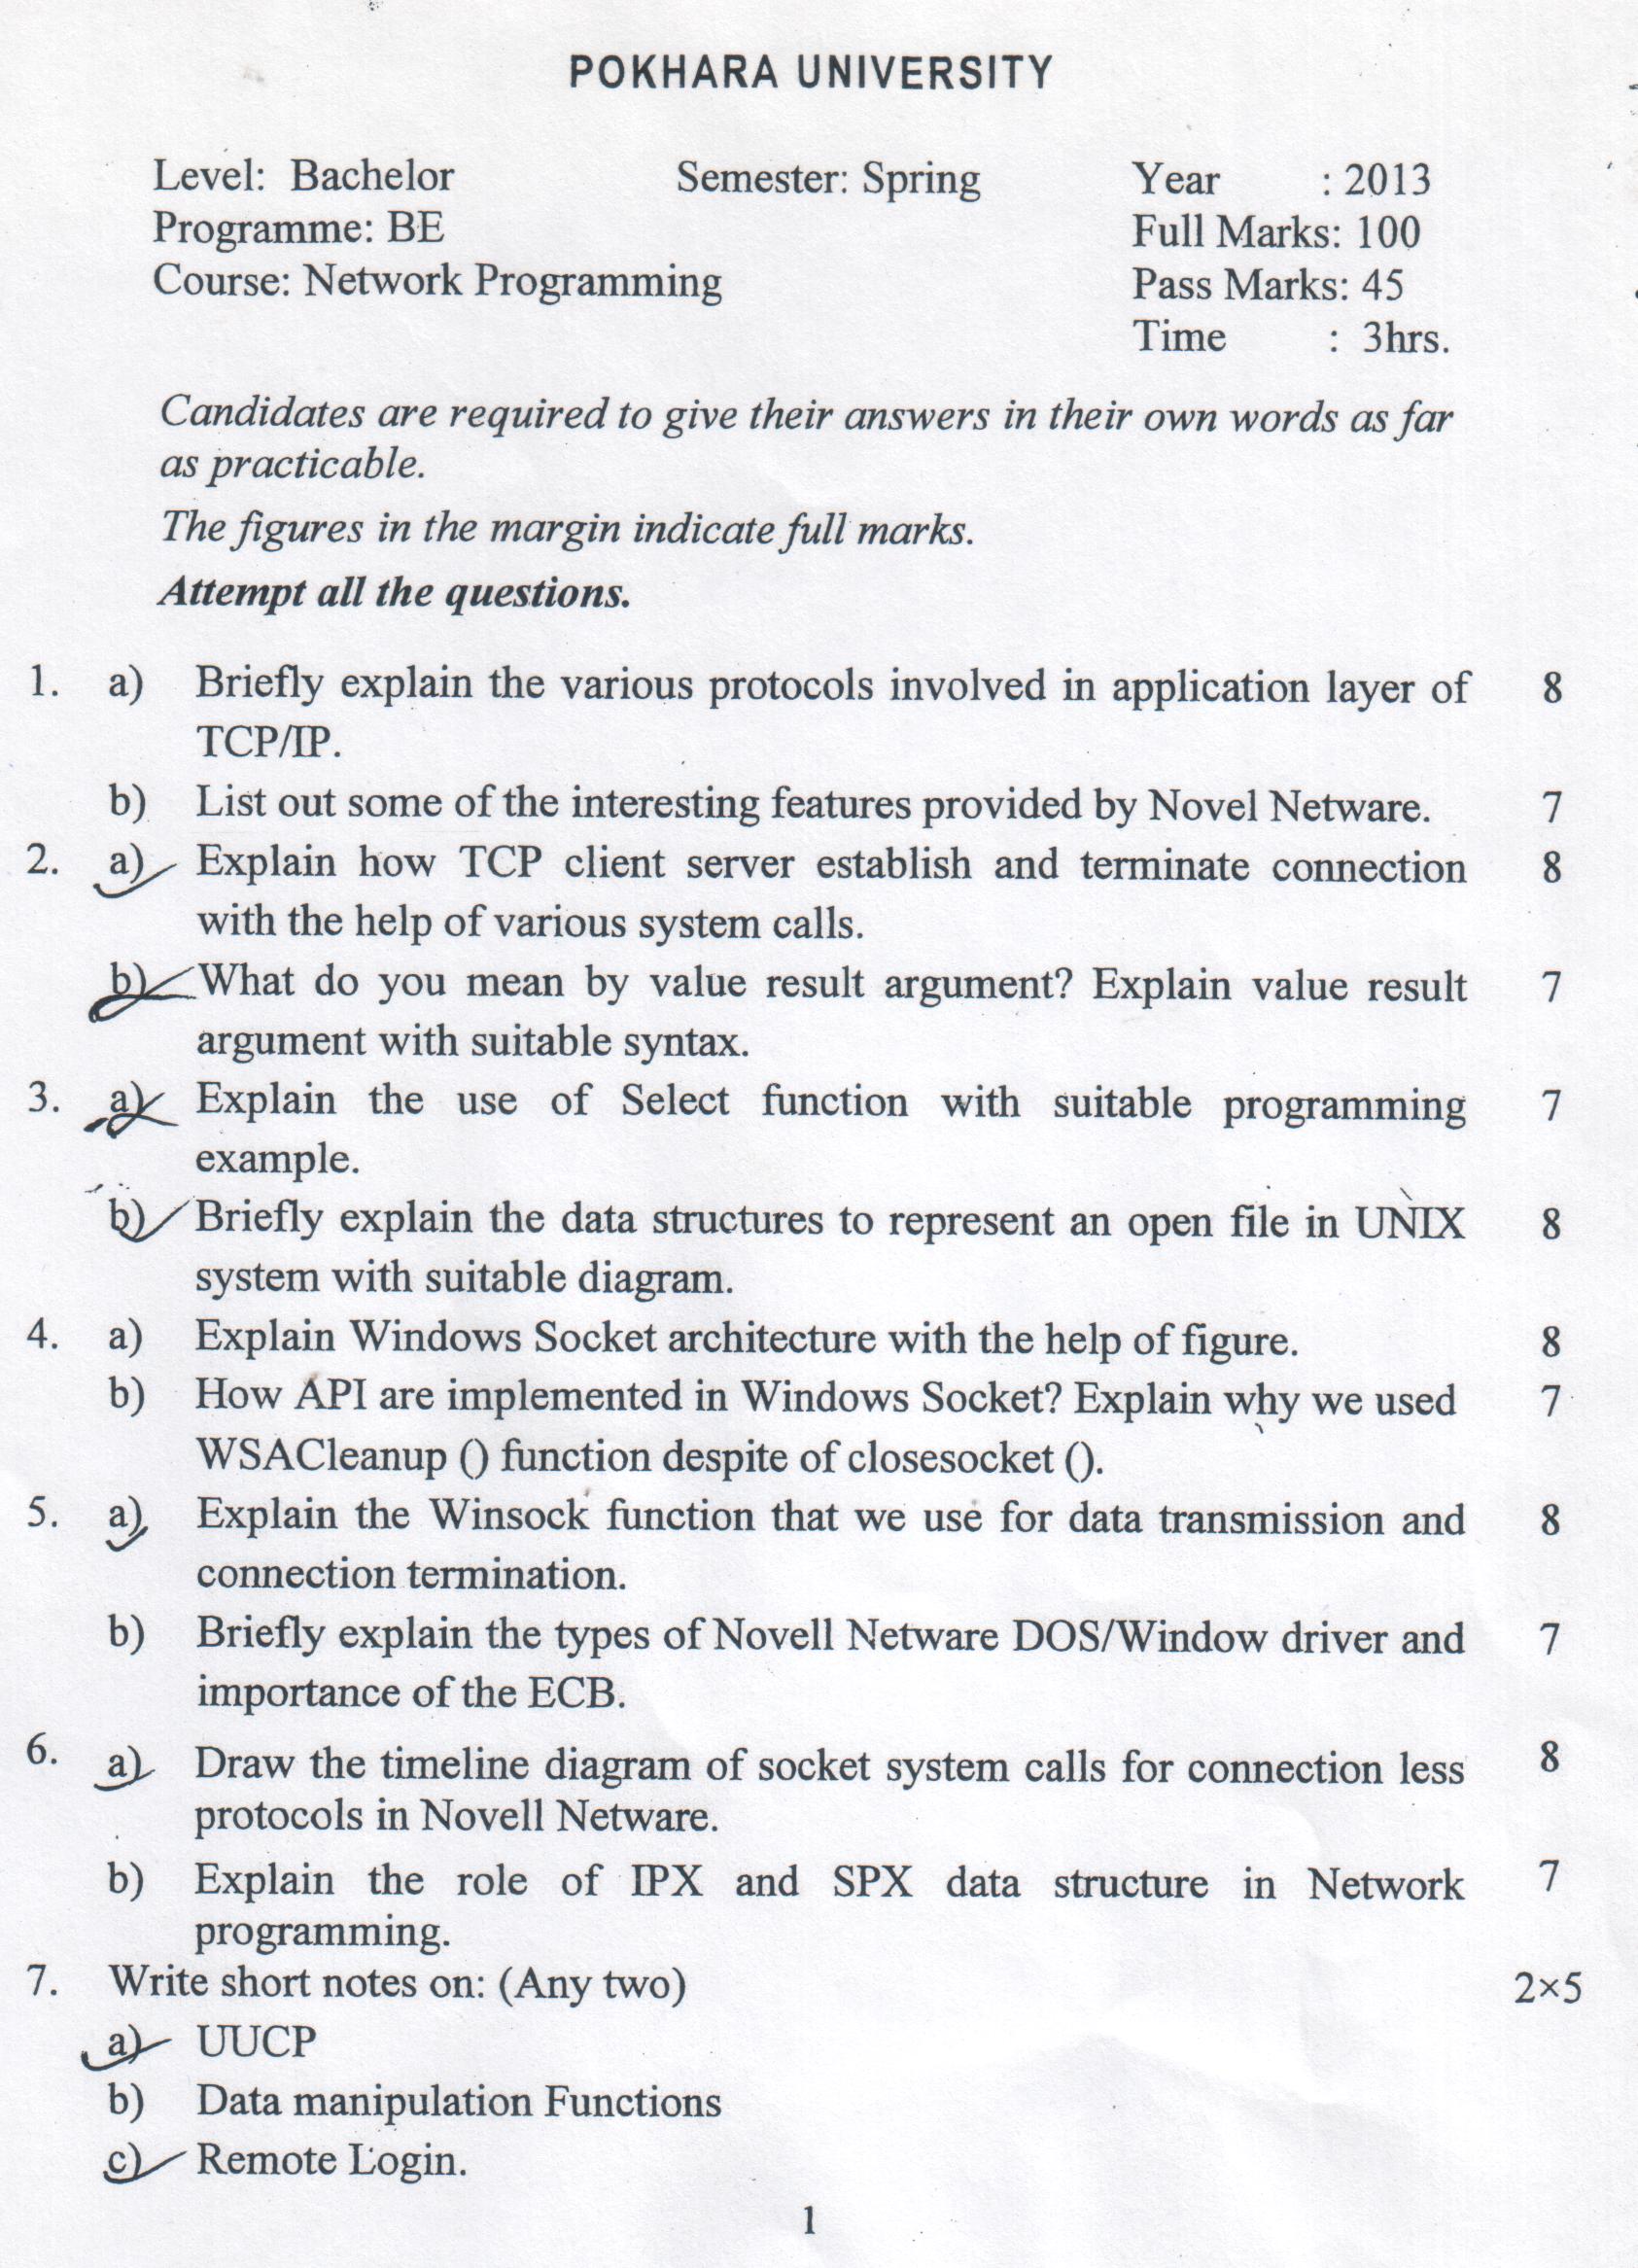 POKHARA UNIVERSITY
Level: Bachelor Semester: Spring Year : 2013
Programme: BE Full Marks: 100
Course: Network Programming Pass Marks: 45
Time : 3hrs.
Candidates are required to give their answers in their own words as far
as practicable.
The figures in the margin indicate full marks.
Attempt all the questions.
1. a) Briefly explain the various protocols involved in application layer of 8
TCP/IP.
b) List out some of the interesting features provided by Novel Netware. 7
2. a) Explain how TCP client server establish and terminate connection 8
with the help of various system calls.
b) What do you mean by value result argument? Explain value result 7
argument with suitable syntax.
3. a) Explain the use of Select function with suitable programming 7
example.
b) Briefly explain the data structures to represent an open file in UNIX 8
system with suitable diagram.
4. a) Explain Windows Socket architecture with the help of figure. 8
b) How API are implemented in Windows Socket? Explain why we used 7
WSACleanup () function despite of closesocket ().
5. a) Explain the Winsock function that we use for data transmission and 8
connection termination.
b) Briefly explain the types of Novell Netware DOS/Window driver and 7
importance of the ECB.
6. a) Draw the timeline diagram of socket system calls for connection less 8
protocols in Novell Netware.
b) Explain the role of IPX and SPX data structure in Network 7
programming.
7. Write short notes on: (Any two) 2×5
a) UUCP
b) Data manipulation Functions
c) Remote Login.
1